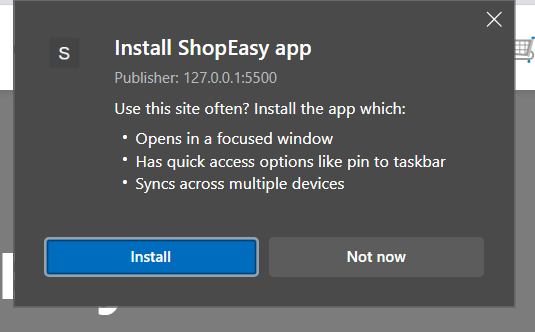 S
Install ShopEasy app
Publisher: 127.0.0.1:5500
Use this site often? Install the app which:
• Opens in a focused window
• Has quick access options like pin to taskbar
• Syncs across multiple devices
Install
Not now